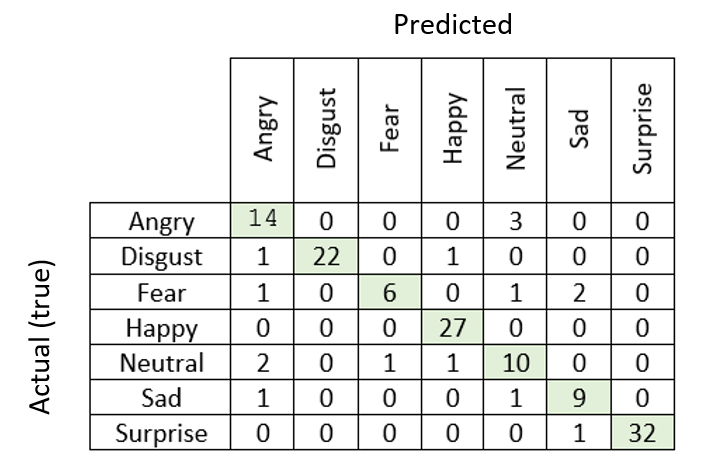 Predicted
Angry Disgust Fear Happy Neutral Sad Surprise
Actual (true)
Angry 14 0 0 0 3 0 0
Disgust 1 22 0 1 0 0 0
Fear 1 0 6 0 1 2 0
Happy 0 0 0 27 0 0 0
Neutral 2 0 1 1 10 0 0
Sad 1 0 0 0 1 9 0
Surprise 0 0 0 0 0 1 32